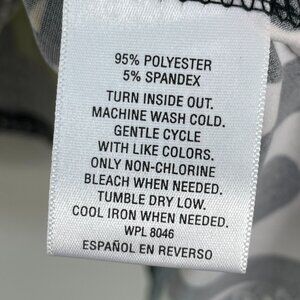 95% POLYESTER
5% SPANDEX
TURN INSIDE OUT.
MACHINE WASH COLD.
GENTLE CYCLE
WITH LIKE COLORS.
ONLY NON-CHLORINE
BLEACH WHEN NEEDED.
TUMBLE DRY LOW.
COOL IRON WHEN NEEDED.
WPL 8046
ESPAÑOL EN REVERSO